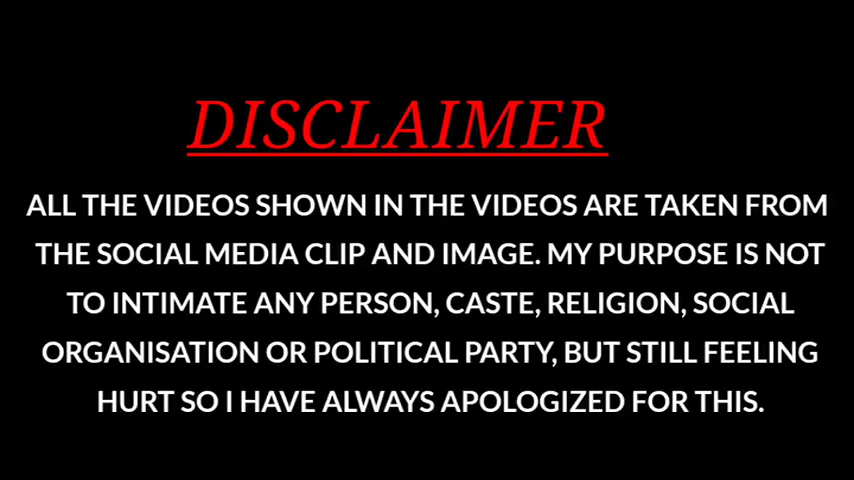 DISCLAIMER
ALL THE VIDEOS SHOWN IN THE VIDEOS ARE TAKEN FROM
THE SOCIAL MEDIA CLIP AND IMAGE. MY PURPOSE IS NOT
TO INTIMATE ANY PERSON, CASTE, RELIGION, SOCIAL
ORGANISATION OR POLITICAL PARTY, BUT STILL FEELING
HURT SO I HAVE ALWAYS APOLOGIZED FOR THIS.